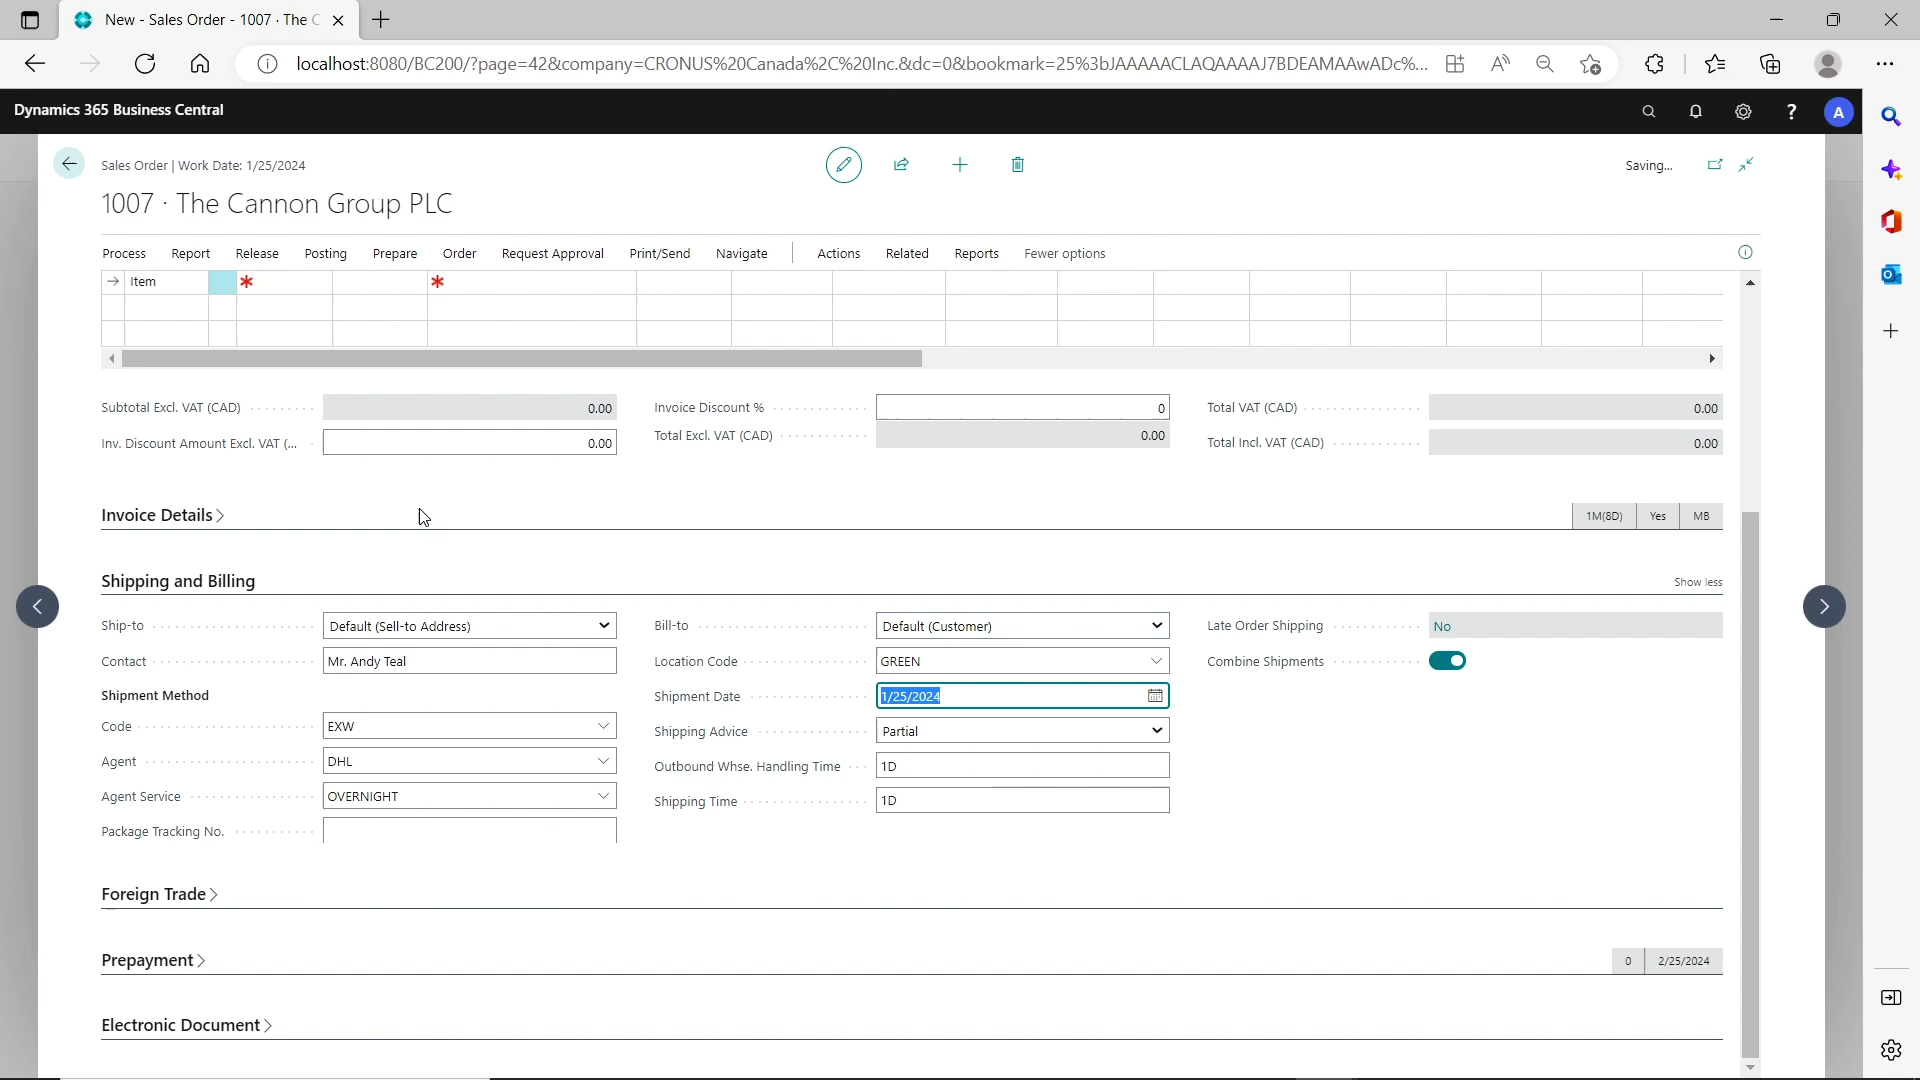 New - Sales Order - 1007 · The C
localhost:8080/BC200/?page=42&company=CRONUS%20Canada%2C%20Inc.&dc=0&bookmark=25%3bJAAAAACLAQAAAAJ7BDEAMAAwADc%...
Dynamics 365 Business Central
A
Sales Order | Work Date: 1/25/2024
Saving...
1007 · The Cannon Group PLC
Process Report Release Posting Prepare Order Request Approval Print/Send Navigate Actions Related Reports Fewer options
Item * *
Subtotal Excl. VAT (CAD) 0.00 Invoice Discount % 0 Total VAT (CAD) 0.00
Inv. Discount Amount Excl. VAT (... 0.00 Total Excl. VAT (CAD) 0.00 Total Incl. VAT (CAD) 0.00
Invoice Details 1M(8D) Yes MB
Shipping and Billing Show less
Ship-to Default (Sell-to Address) Bill-to Default (Customer) Late Order Shipping No
Contact Mr. Andy Teal Location Code GREEN Combine Shipments
Shipment Method Shipment Date 1/25/2024
Code EXW Shipping Advice Partial
Agent DHL Outbound Whse. Handling Time 1D
Agent Service OVERNIGHT Shipping Time 1D
Package Tracking No.
Foreign Trade
Prepayment 0 2/25/2024
Electronic Document